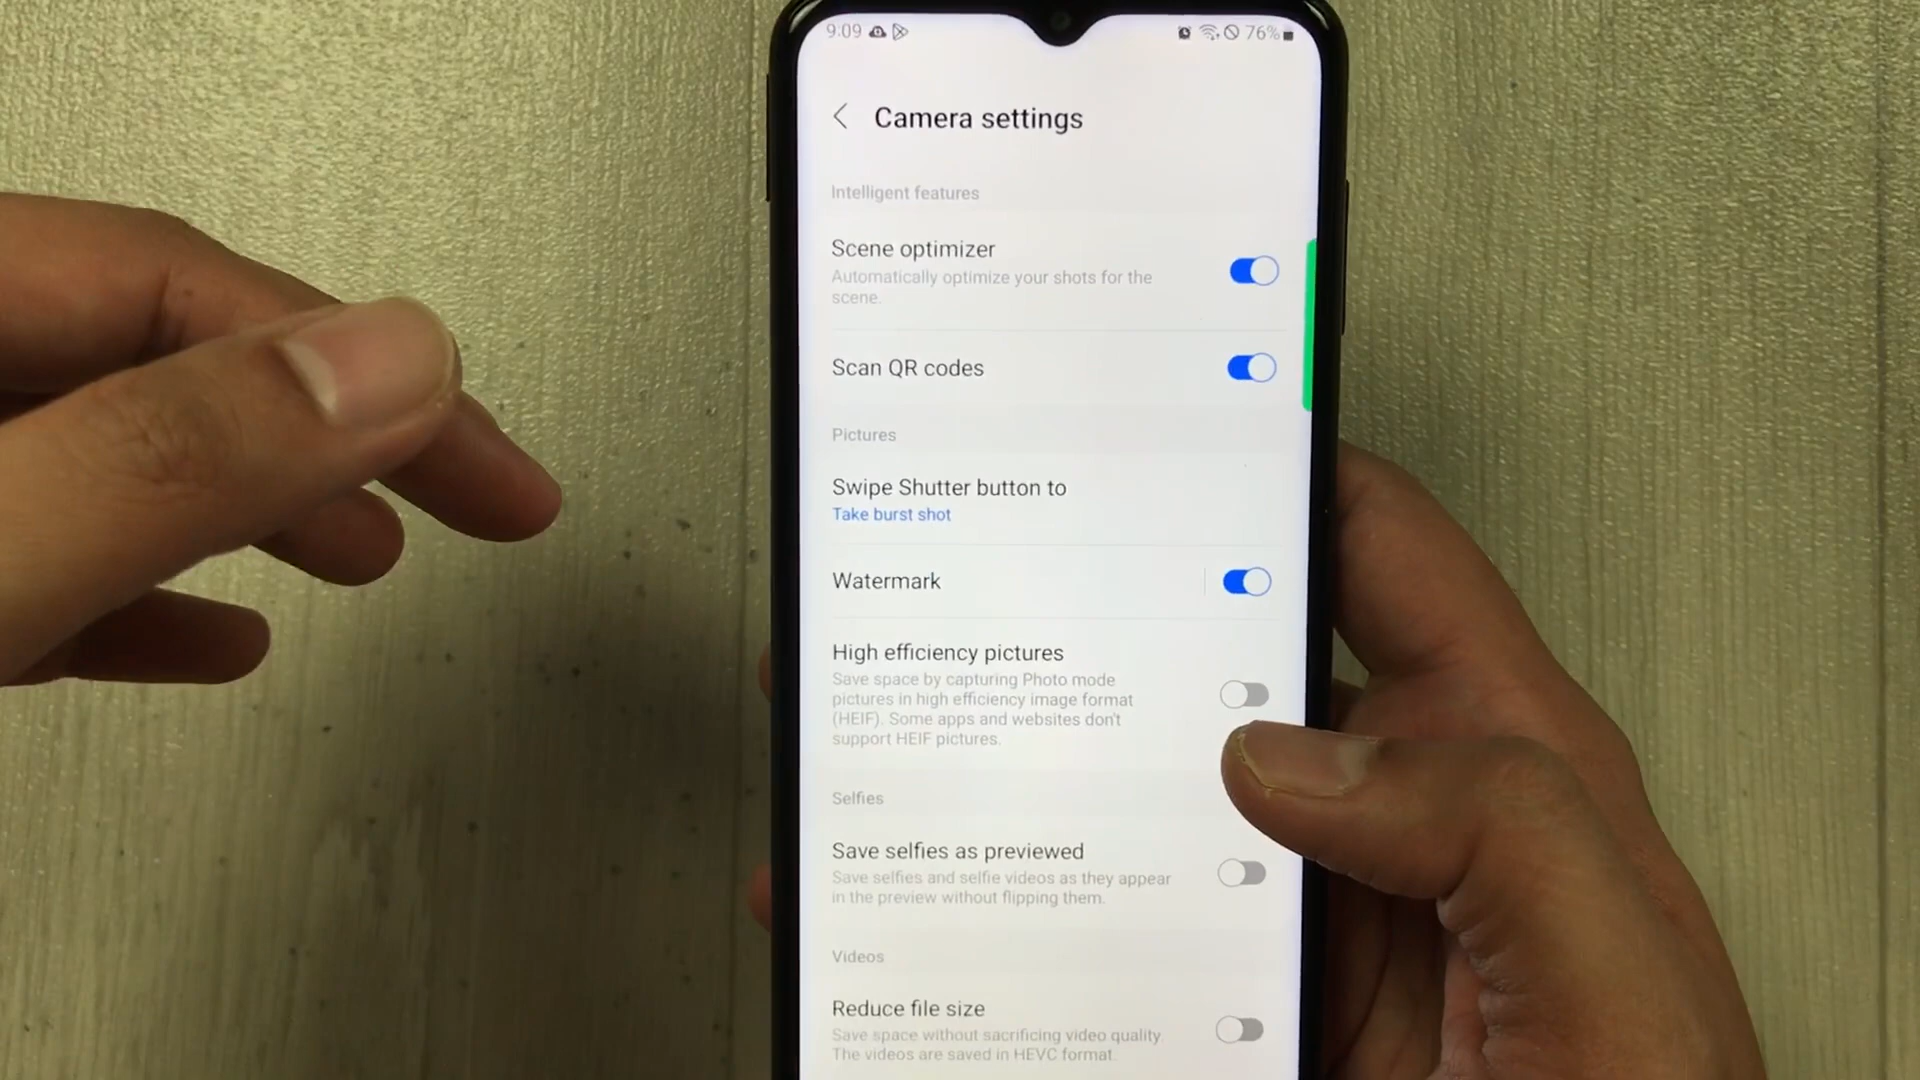 9:09 76%
Camera settings
Intelligent features
Scene optimizer
Automatically optimize your shots for the
scene.
Scan QR codes
Pictures
Swipe Shutter button to
Take burst shot
Watermark
High efficiency pictures
Save space by capturing Photo mode
pictures in high efficiency image format
(HEIF). Some apps and websites don't
support HEIF pictures.
Selfies
Save selfies as previewed
Save selfies and selfie videos as they appear
in the preview without flipping them.
Videos
Reduce file size
Save space without sacrificing video quality.
The videos are saved in HEVC format.